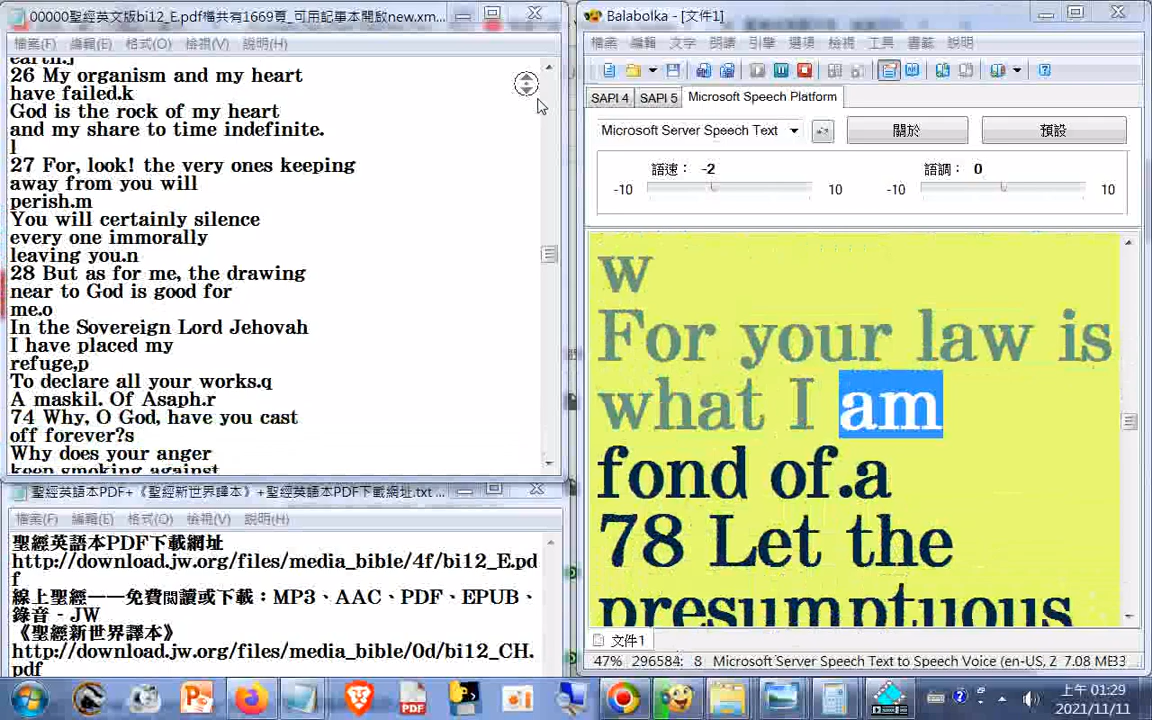 00000聖經英文版bi12_E.pdf檔共有1669頁_可用記事本開啟new.xm...
檔案(F) 編輯(E) 格式(O) 檢視(V) 說明(H)
earth.j
26 My organism and my heart
have failed.k
God is the rock of my heart
and my share to time indefinite.
l
27 For, look! the very ones keeping
away from you will
perish.m
You will certainly silence
every one immorally
leaving you.n
28 But as for me, the drawing
near to God is good for
me.o
In the Sovereign Lord Jehovah
I have placed my
refuge,p
To declare all your works.q
A maskil. Of Asaph.r
74 Why, O God, have you cast
off forever?s
Why does your anger
keep smoking against
聖經英語本PDF+《聖經新世界譯本》+聖經英語本PDF下載網址.txt ...
檔案(F) 編輯(E) 格式(O) 檢視(V) 說明(H)
聖經英語本PDF下載網址
http://download.jw.org/files/media_bible/4f/bi12_E.pd
f
線上聖經——免費閱讀或下載：MP3、AAC、PDF、EPUB、
錄音 - JW
《聖經新世界譯本》
http://download.jw.org/files/media_bible/0d/bi12_CH.
pdf
Balabolka - [文件1]
檔案 編輯 文字 朗讀 引擎 選項 檢視 工具 書籤 說明
SAPI 4 SAPI 5 Microsoft Speech Platform
Microsoft Server Speech Text 關於 預設
語速： -2 語調： 0
-10 10 -10 10
w
For your law is
what I am
fond of.a
78 Let the
presumptuous
文件1
47% 296584: 8 Microsoft Server Speech Text to Speech Voice (en-US, Z 7.08 MB33
上午 01:29
2021/11/11